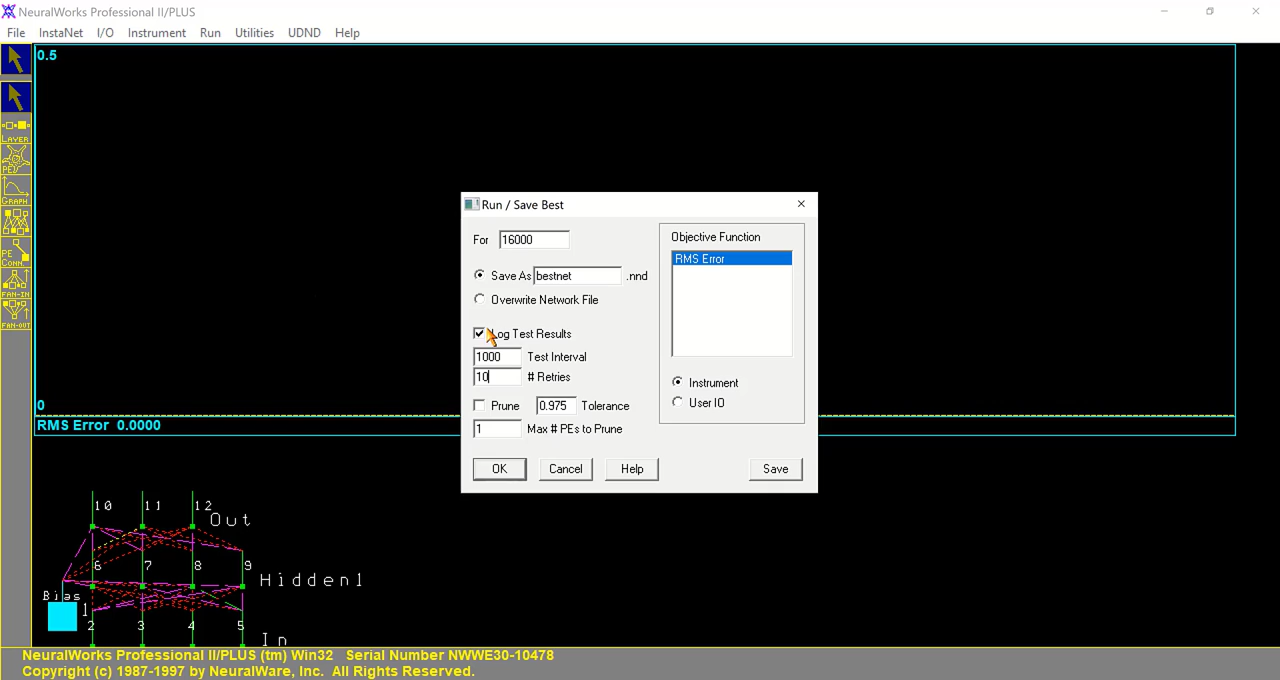 NeuralWorks Professional II/PLUS
File InstaNet I/O Instrument Run Utilities UDND Help
0.5
LAYER
PE
GRAPH
PE
CONN.
FAN-IN
FAN-OUT
0
RMS Error 0.0000
Run / Save Best
For 16000
Save As bestnet .nnd
Overwrite Network File
Log Test Results
1000 Test Interval
10 # Retries
Prune 0.975 Tolerance
1 Max # PEs to Prune
Objective Function
RMS Error
Instrument
User IO
OK Cancel Help Save
10 11 12 Out
6 7 8 9 Hidden1
Bias 1
2 3 4 5 In
NeuralWorks Professional II/PLUS (tm) Win32 Serial Number NWWE30-10478
Copyright (c) 1987-1997 by NeuralWare, Inc. All Rights Reserved.